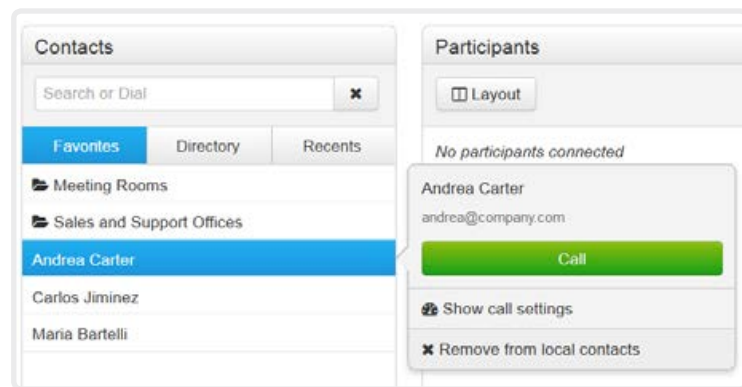 Contacts
Search or Dial
Favorites Directory Recents
Meeting Rooms
Sales and Support Offices
Andrea Carter
Carlos Jiminez
Maria Bartelli
Participants
Layout
No participants connected
Andrea Carter
andrea@company.com
Call
Show call settings
Remove from local contacts